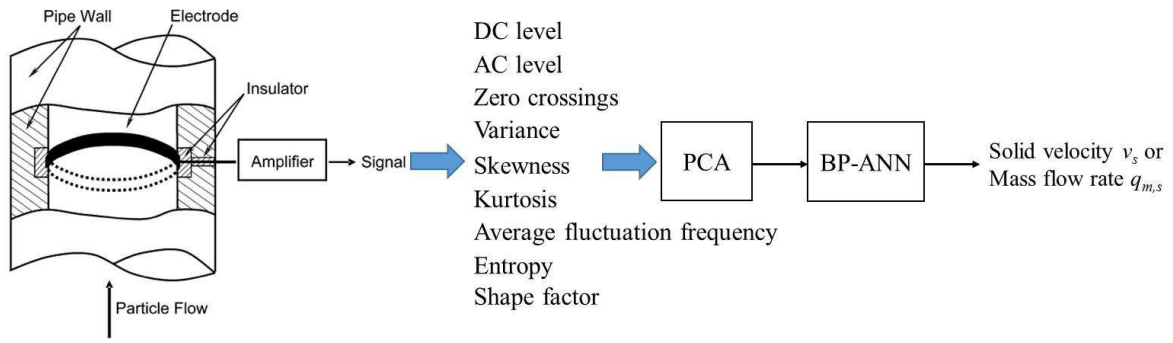 Pipe Wall
Electrode
Insulator
Amplifier
Signal
Particle Flow
DC level
AC level
Zero crossings
Variance
Skewness
Kurtosis
Average fluctuation frequency
Entropy
Shape factor
PCA
BP-ANN
Solid velocity vs or
Mass flow rate qm,s